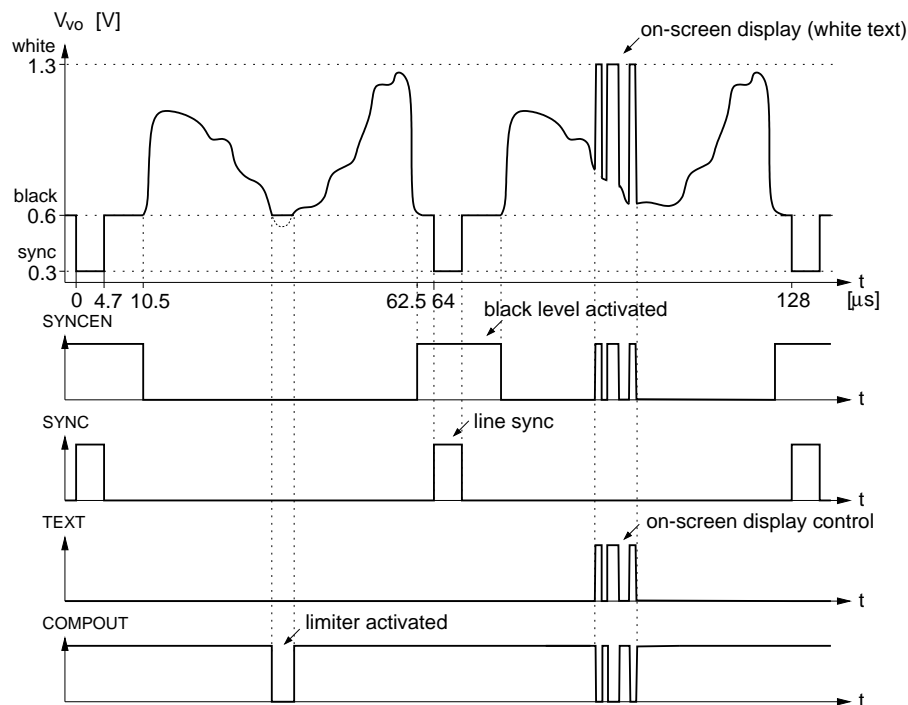 Vvo [V]
on-screen display (white text)
white
1.3
black
0.6
sync
0.3
t
0 4.7 10.5 62.5 64 128 [μs]
SYNCEN
black level activated
t
SYNC
line sync
t
TEXT
on-screen display control
t
COMPOUT
limiter activated
t